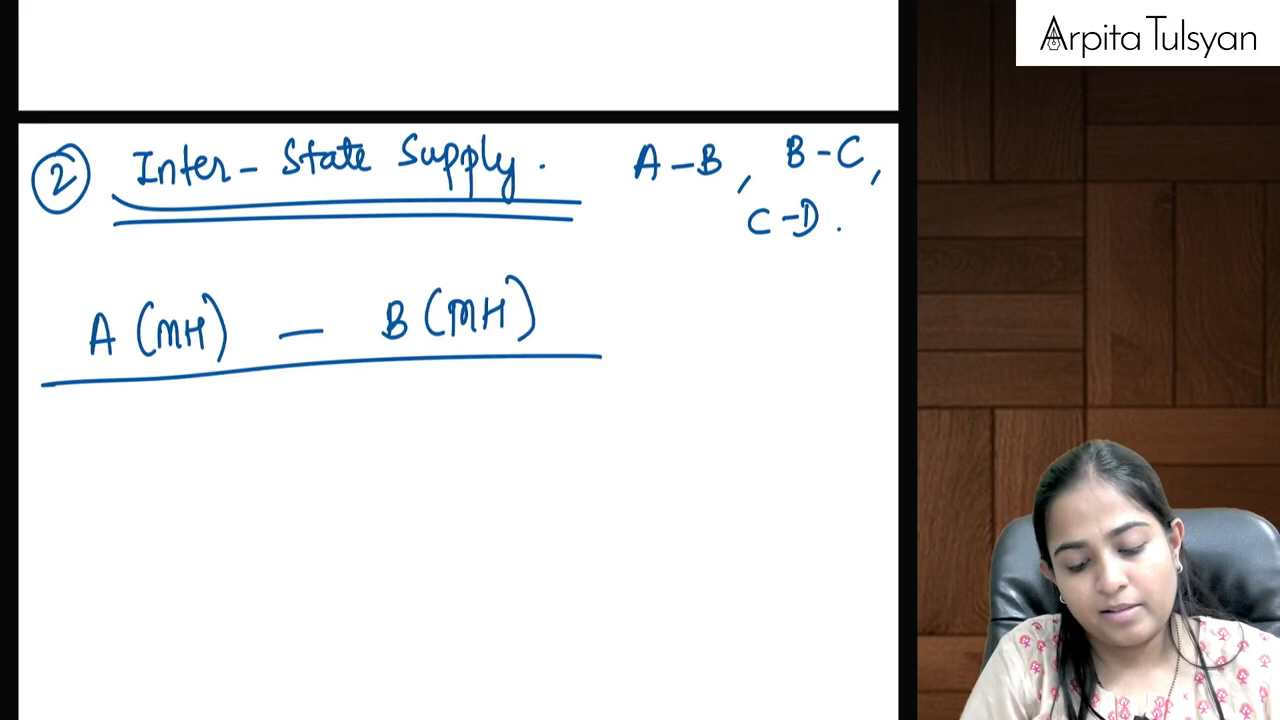 Arpita Tulsyan
② Inter-State Supply. A-B, B-C,
C-D.
A (MH) — B (MH)